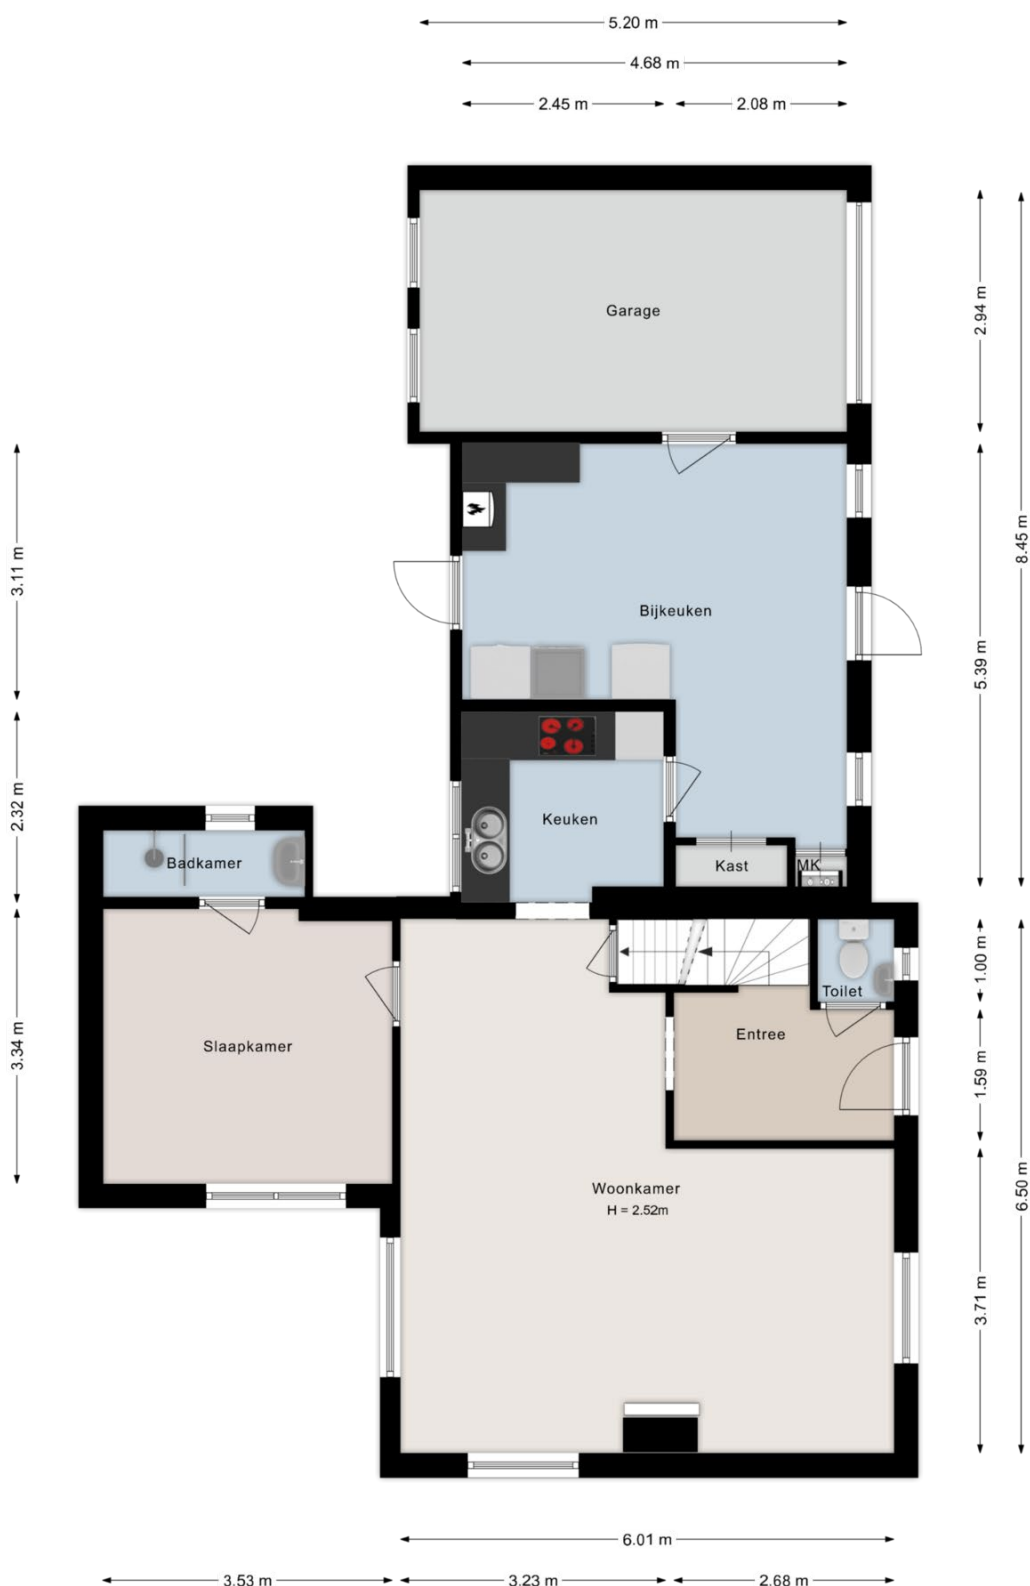 5.20 m
4.68 m
2.45 m
2.08 m
2.94 m
8.45 m
Garage
3.11 m
5.39 m
Bijkeuken
2.32 m
Keuken
Badkamer
Kast
MK
1.00 m
Toilet
Entree
Slaapkamer
3.34 m
1.59 m
Woonkamer
H = 2.52m
6.50 m
3.71 m
6.01 m
3.53 m
3.23 m
2.68 m